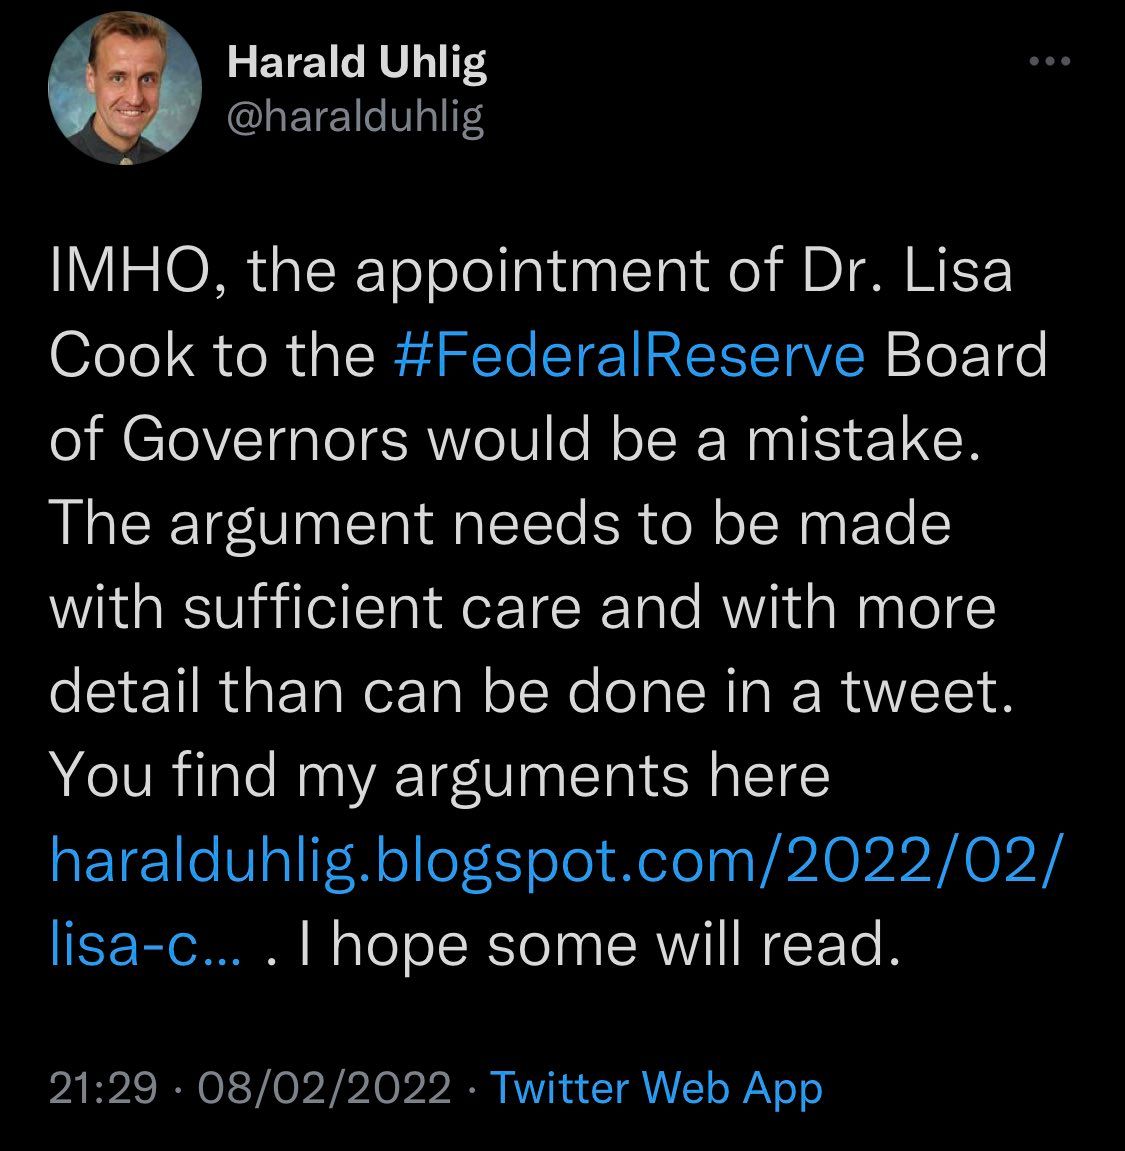 Harald Uhlig
@haralduhlig
IMHO, the appointment of Dr. Lisa
Cook to the #FederalReserve Board
of Governors would be a mistake.
The argument needs to be made
with sufficient care and with more
detail than can be done in a tweet.
You find my arguments here
haralduhlig.blogspot.com/2022/02/
lisa-c... . I hope some will read.
21:29 · 08/02/2022 · Twitter Web App